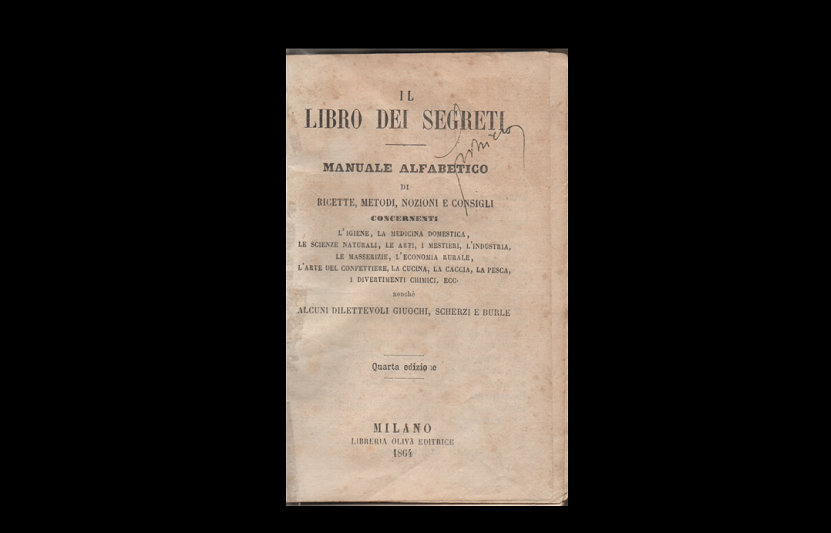 IL
LIBRO DEI SEGRETI
MANUALE ALFABETICO
DI
RICETTE, METODI, NOZIONI E CONSIGLI
CONCERNENTI
L'IGIENE, LA MEDICINA DOMESTICA,
LE SCIENZE NATURALI, LE ARTI, I MESTIERI, L'INDUSTRIA,
LE MASSERIZIE, L'ECONOMIA RURALE,
L'ARTE DEL CONFETTIERE, LA CUCINA, LA CACCIA, LA PESCA,
I DIVERTIMENTI CHIMICI, ECC.
nonchè
ALCUNI DILETTEVOLI GIUOCHI, SCHERZI E BURLE
Quarta edizione
MILANO
LIBRERIA OLIVA EDITRICE
1864